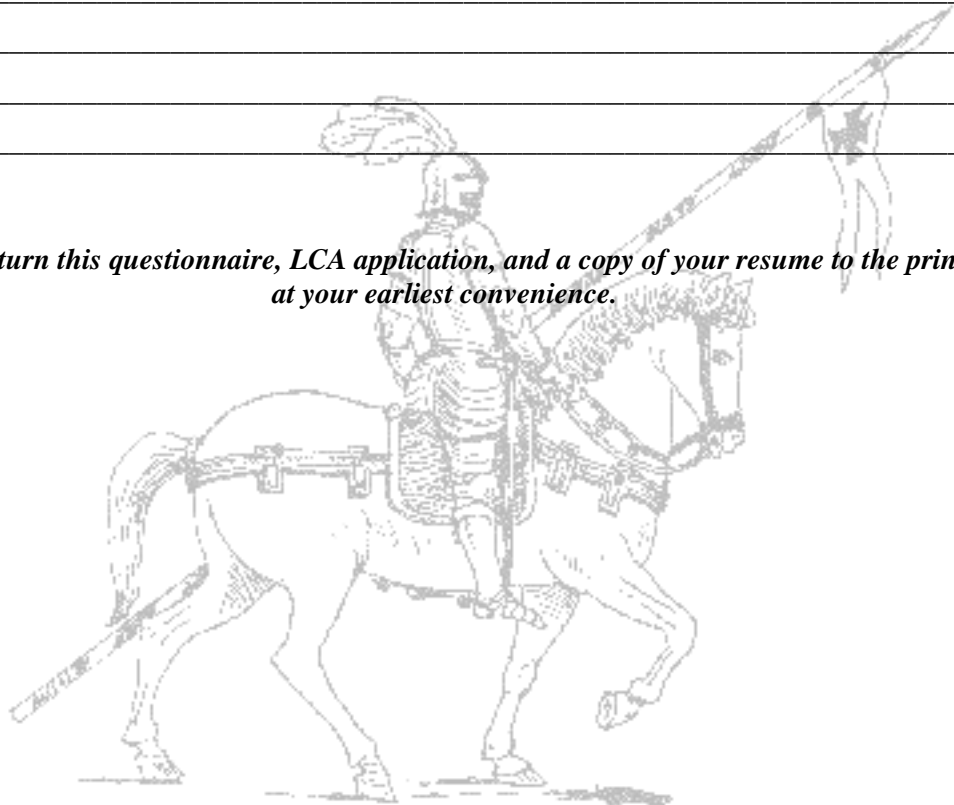 turn this questionnaire, LCA application, and a copy of your resume to the prin
at your earliest convenience.